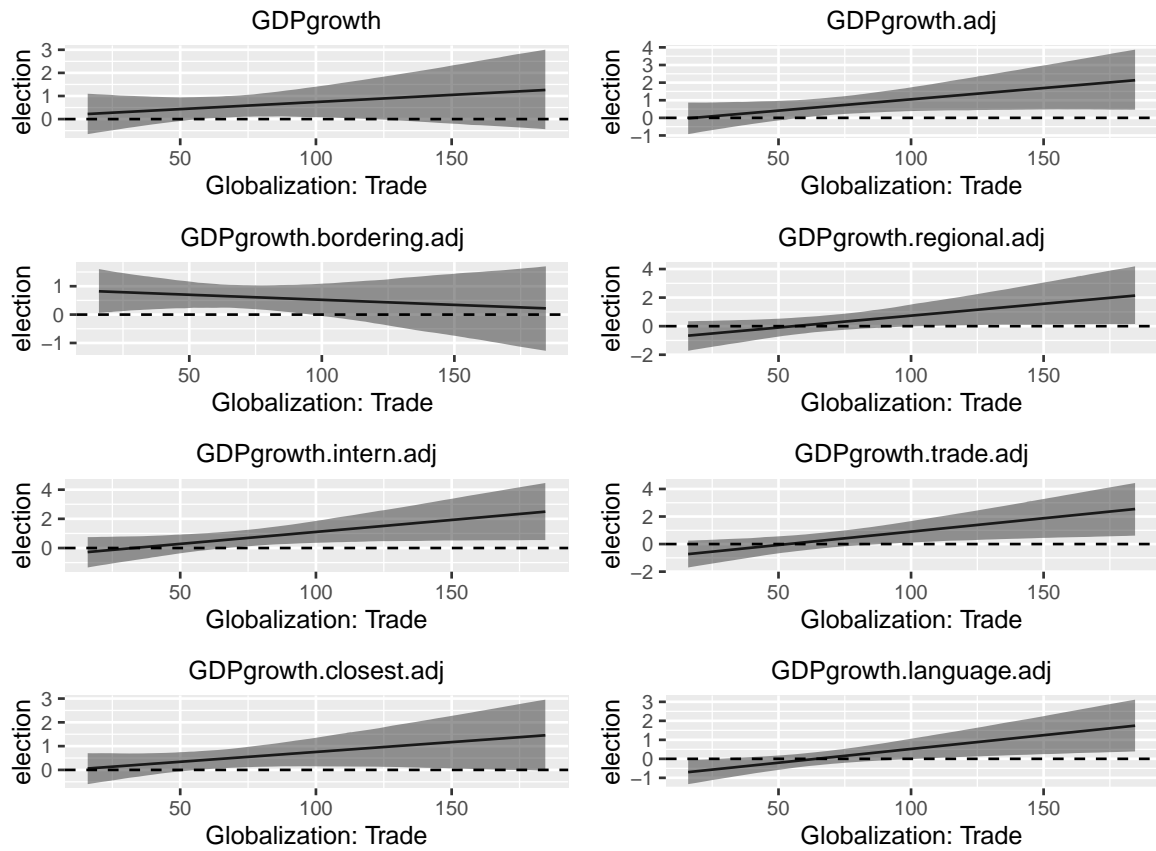 GDPgrowth
3
2
1
0
election
50 100 150
Globalization: Trade
GDPgrowth.adj
4
3
2
1
0
−1
election
50 100 150
Globalization: Trade
GDPgrowth.bordering.adj
1
0
−1
election
50 100 150
Globalization: Trade
GDPgrowth.regional.adj
4
2
0
−2
election
50 100 150
Globalization: Trade
GDPgrowth.intern.adj
4
2
0
election
50 100 150
Globalization: Trade
GDPgrowth.trade.adj
4
2
0
−2
election
50 100 150
Globalization: Trade
GDPgrowth.closest.adj
3
2
1
0
election
50 100 150
Globalization: Trade
GDPgrowth.language.adj
3
2
1
0
−1
election
50 100 150
Globalization: Trade